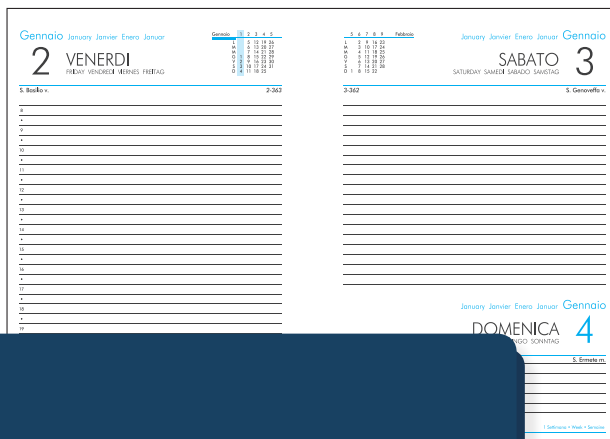 Gennaio January Janvier Enero Januar
2 VENERDI
FRIDAY VENDREDI VIERNES FREITAG
Gennaio 1 2 3 4 5
L 5 12 19 26
M 6 13 20 27
M 7 14 21 28
G 1 8 15 22 29
V 2 9 16 23 30
S 3 10 17 24 31
D 4 11 18 25
S. Basilio v. 2-363
8
9
10
11
12
13
14
15
16
17
18
19
5 6 7 8 9 Febbraio
L 2 9 16 23
M 3 10 17 24
M 4 11 18 25
G 5 12 19 26
V 6 13 20 27
S 7 14 21 28
D 1 8 15 22
January Janvier Enero Januar Gennaio
SABATO 3
SATURDAY SAMEDI SABADO SAMSTAG
3-362 S. Genoveffa v.
January Janvier Enero Januar Gennaio
DOMENICA 4
SONNTAG
S. Ermete m.
1 Settimana • Week • Semaine